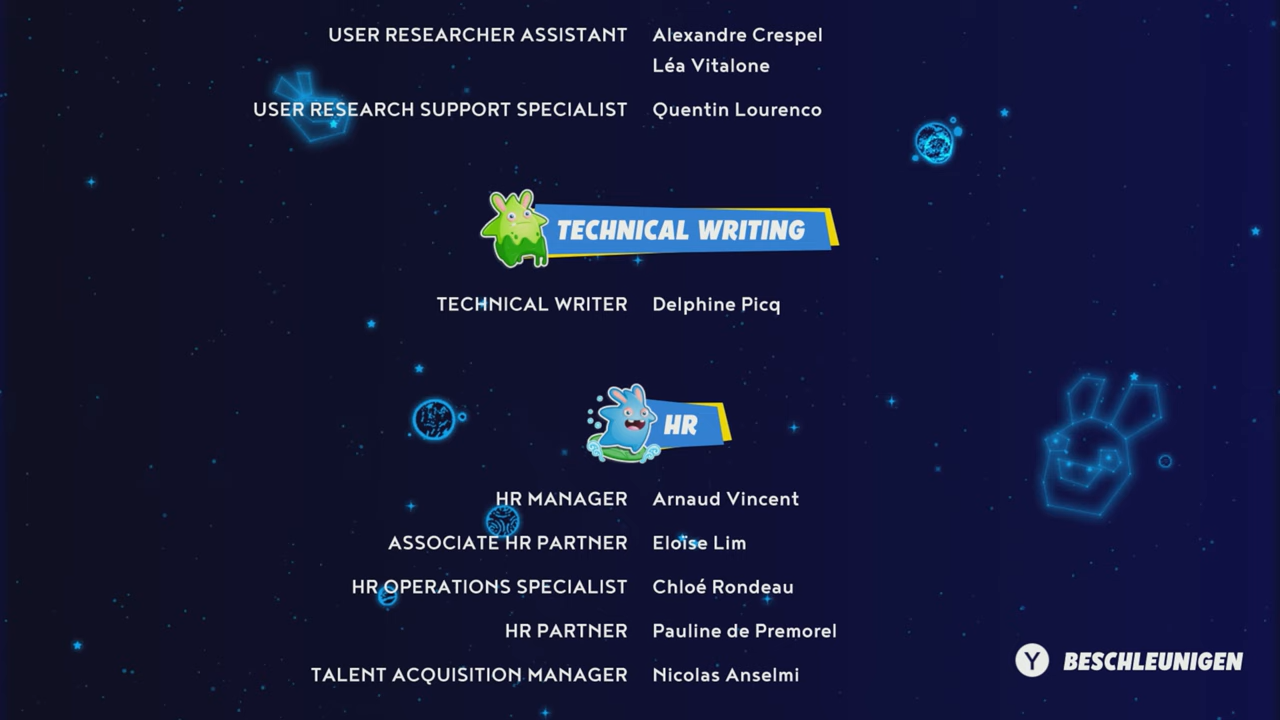 USER RESEARCHER ASSISTANT Alexandre Crespel
Léa Vitalone
USER RESEARCH SUPPORT SPECIALIST Quentin Lourenco
TECHNICAL WRITING
TECHNICAL WRITER Delphine Picq
HR
HR MANAGER Arnaud Vincent
ASSOCIATE HR PARTNER Eloïse Lim
HR OPERATIONS SPECIALIST Chloé Rondeau
HR PARTNER Pauline de Premorel
TALENT ACQUISITION MANAGER Nicolas Anselmi
Y BESCHLEUNIGEN